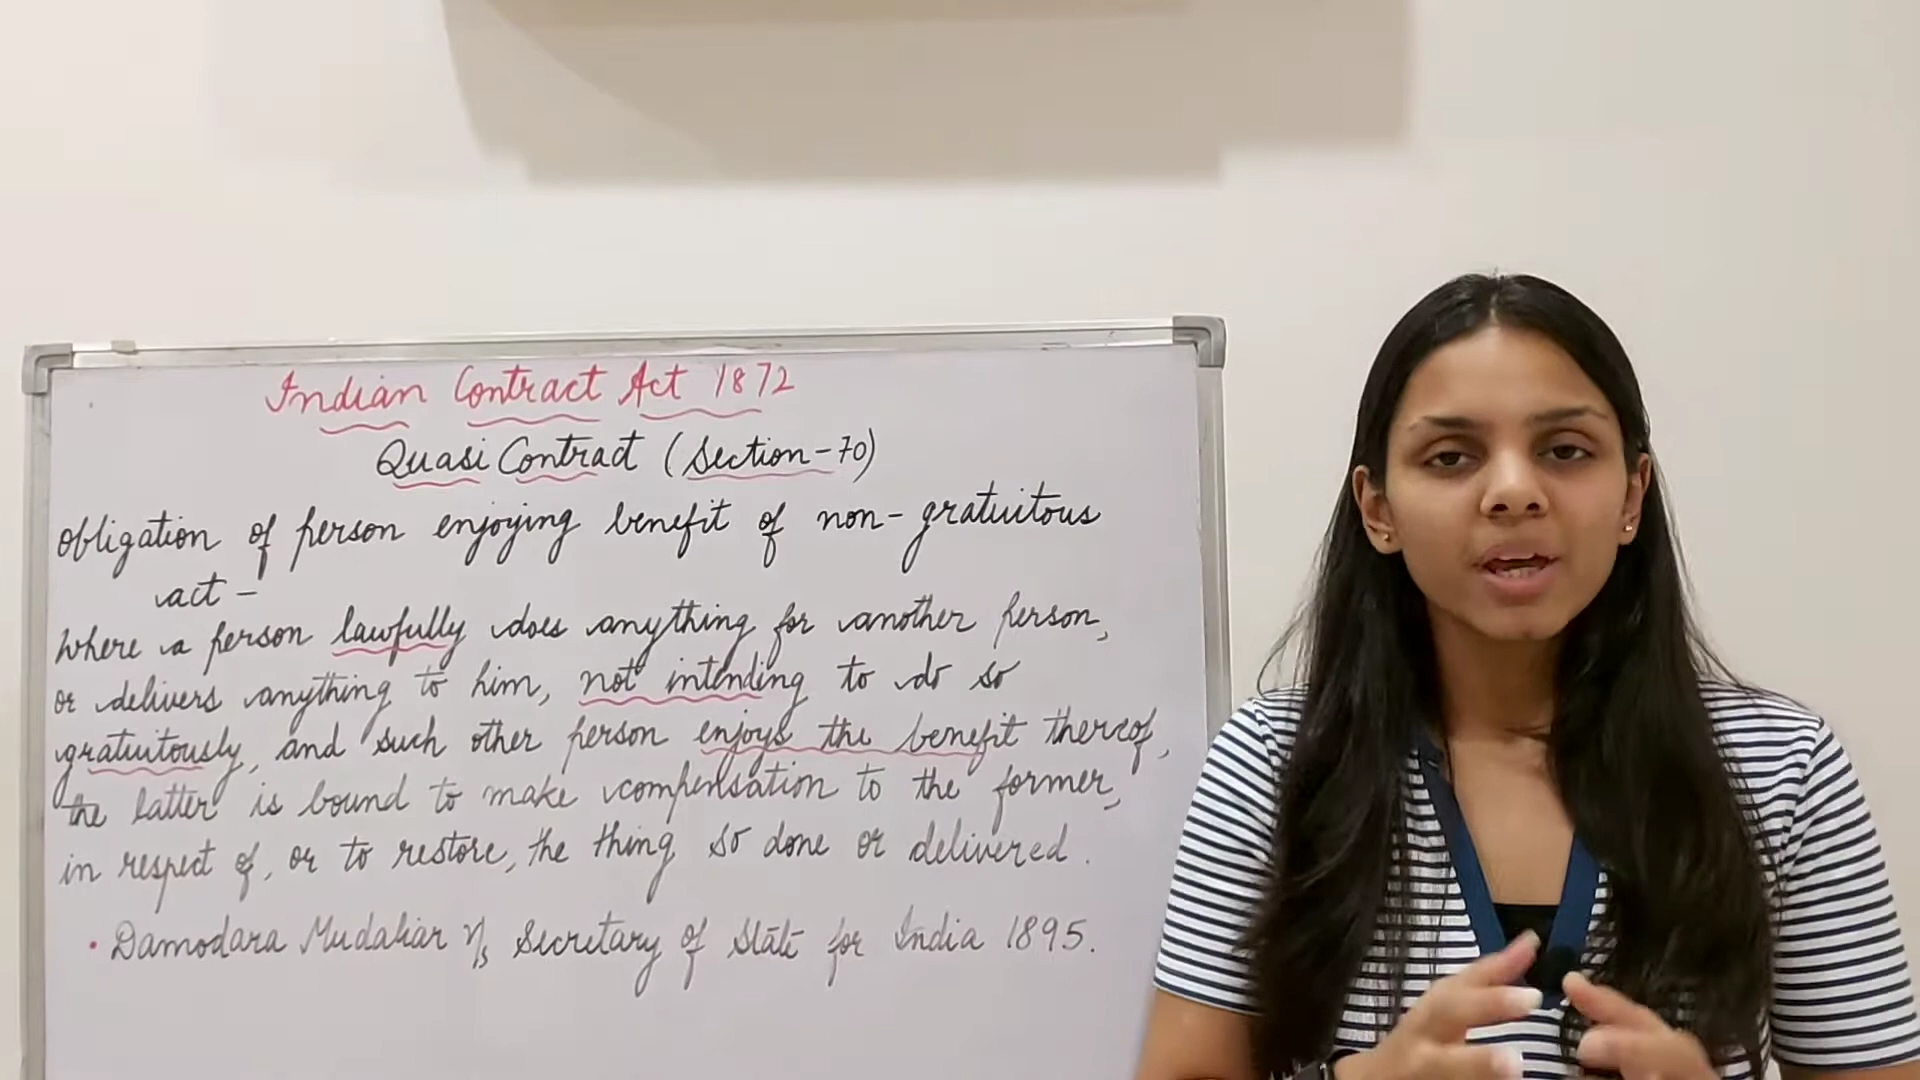 Indian Contract Act 1872
Quasi Contract (Section-70)
Obligation of person enjoying benefit of non-gratuitous
act -
Where a person lawfully does anything for another person,
or delivers anything to him, not intending to do so
gratuitously, and such other person enjoys the benefit thereof,
the latter is bound to make compensation to the former,
in respect of, or to restore, the thing so done or delivered.
• Damodara Mudaliar V/s Secretary of State for India 1895.